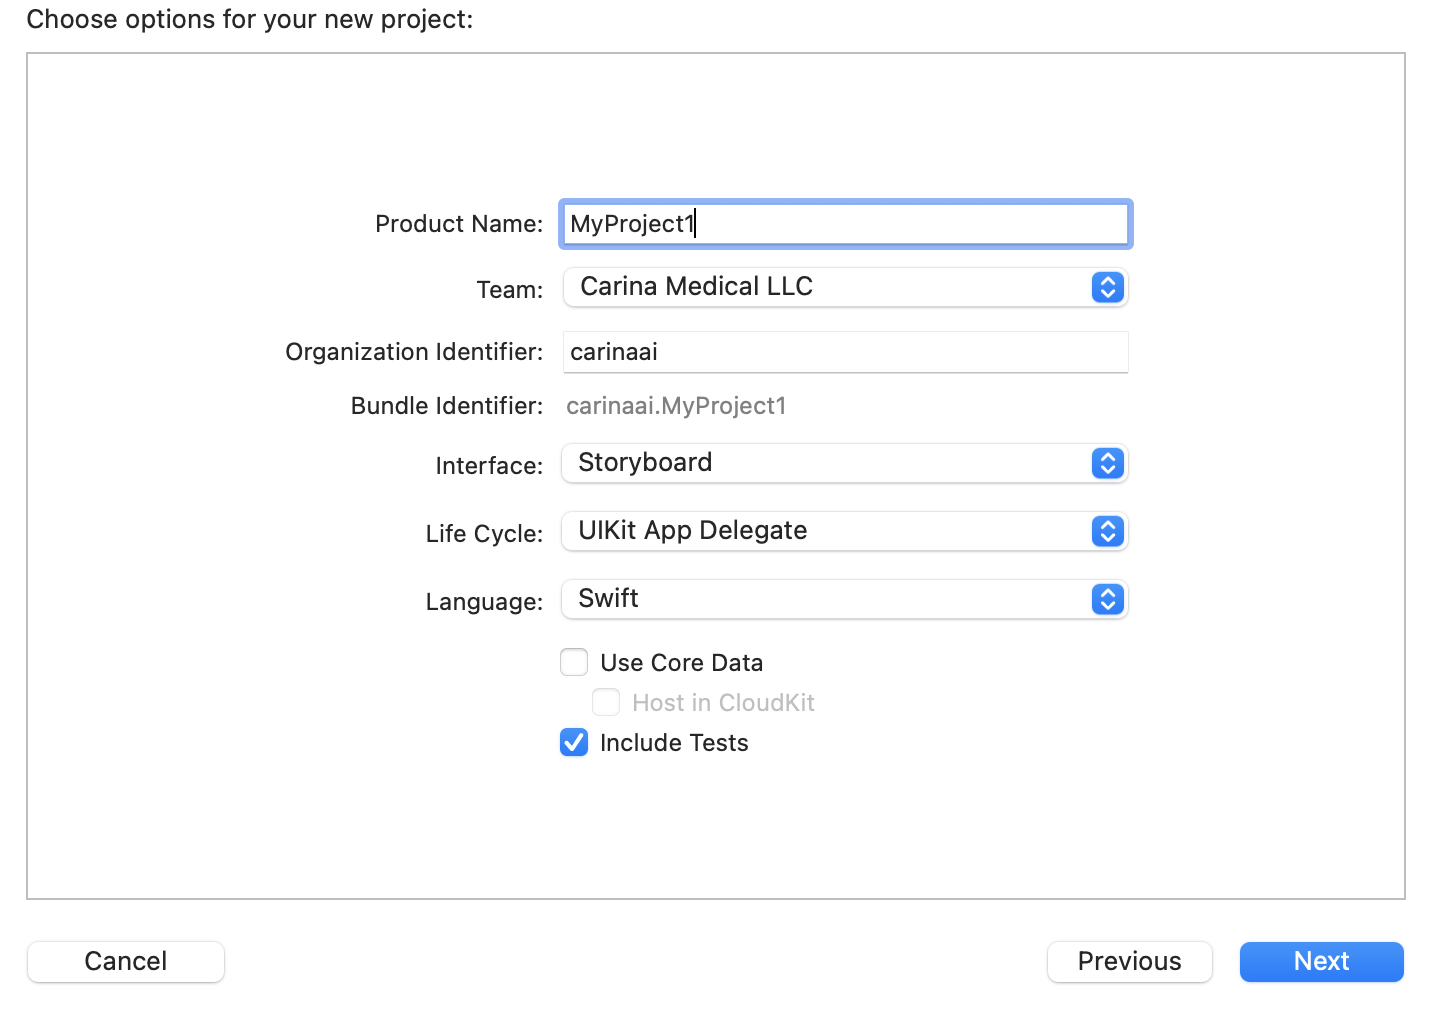 Choose options for your new project:
Product Name: MyProject1
Team: Carina Medical LLC
Organization Identifier: carinaai
Bundle Identifier: carinaai.MyProject1
Interface: Storyboard
Life Cycle: UIKit App Delegate
Language: Swift
Use Core Data
Host in CloudKit
Include Tests
Cancel Previous Next